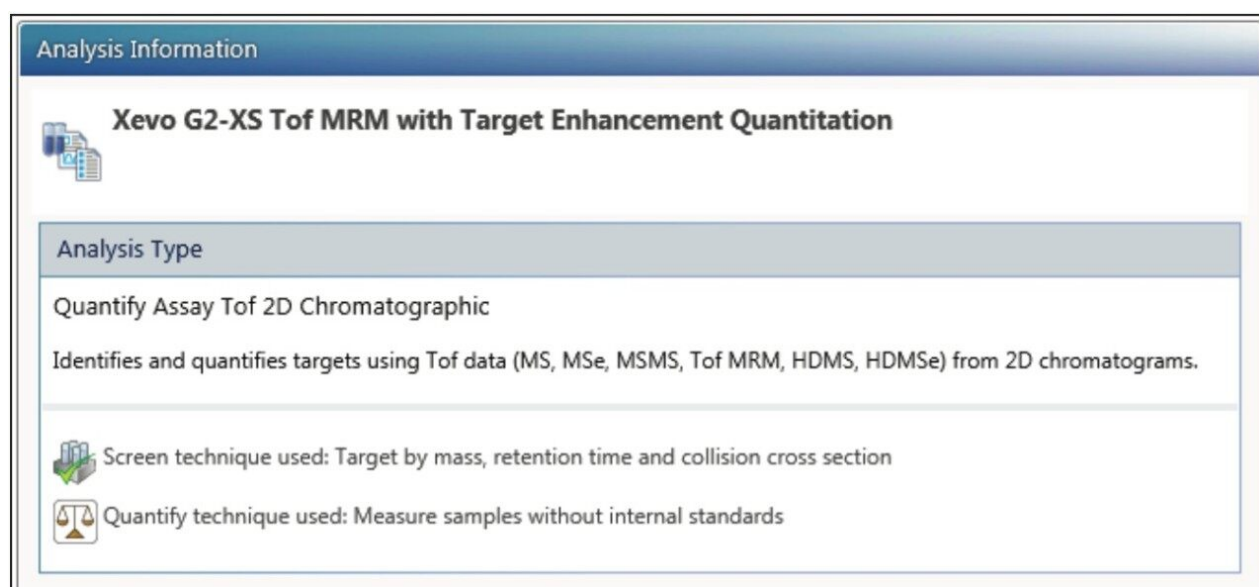 Analysis Information
Xevo G2-XS Tof MRM with Target Enhancement Quantitation
Analysis Type
Quantify Assay Tof 2D Chromatographic
Identifies and quantifies targets using Tof data (MS, MSe, MSMS, Tof MRM, HDMS, HDMSe) from 2D chromatograms.
Screen technique used: Target by mass, retention time and collision cross section
Quantify technique used: Measure samples without internal standards